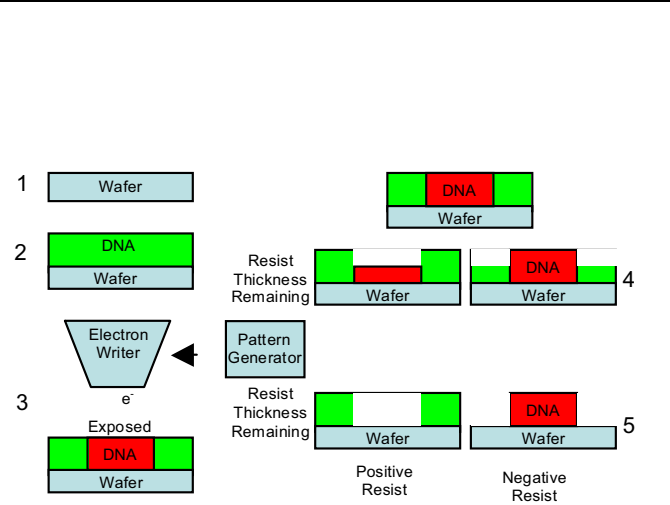 1
Wafer
2
DNA
Wafer
Electron
Writer
Pattern
Generator
3
e-
Exposed
DNA
Wafer
DNA
Wafer
Resist
Thickness
Remaining
Wafer
DNA
Wafer
4
Resist
Thickness
Remaining
Wafer
DNA
Wafer
5
Positive
Resist
Negative
Resist